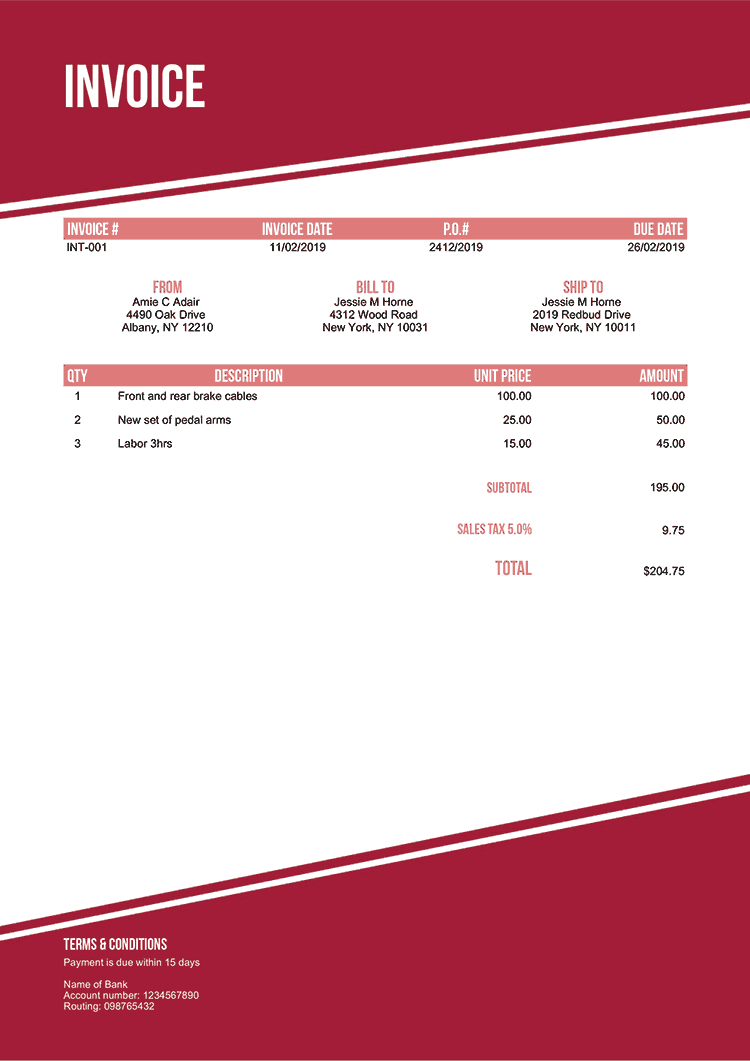 INVOICE
INVOICE # INVOICE DATE P.O.# DUE DATE
INT-001 11/02/2019 2412/2019 26/02/2019
FROM BILL TO SHIP TO
Amie C Adair Jessie M Horne Jessie M Horne
4490 Oak Drive 4312 Wood Road 2019 Redbud Drive
Albany, NY 12210 New York, NY 10031 New York, NY 10011
QTY DESCRIPTION UNIT PRICE AMOUNT
1 Front and rear brake cables 100.00 100.00
2 New set of pedal arms 25.00 50.00
3 Labor 3hrs 15.00 45.00
SUBTOTAL 195.00
SALES TAX 5.0% 9.75
TOTAL $204.75
TERMS & CONDITIONS
Payment is due within 15 days
Name of Bank
Account number: 1234567890
Routing: 098765432